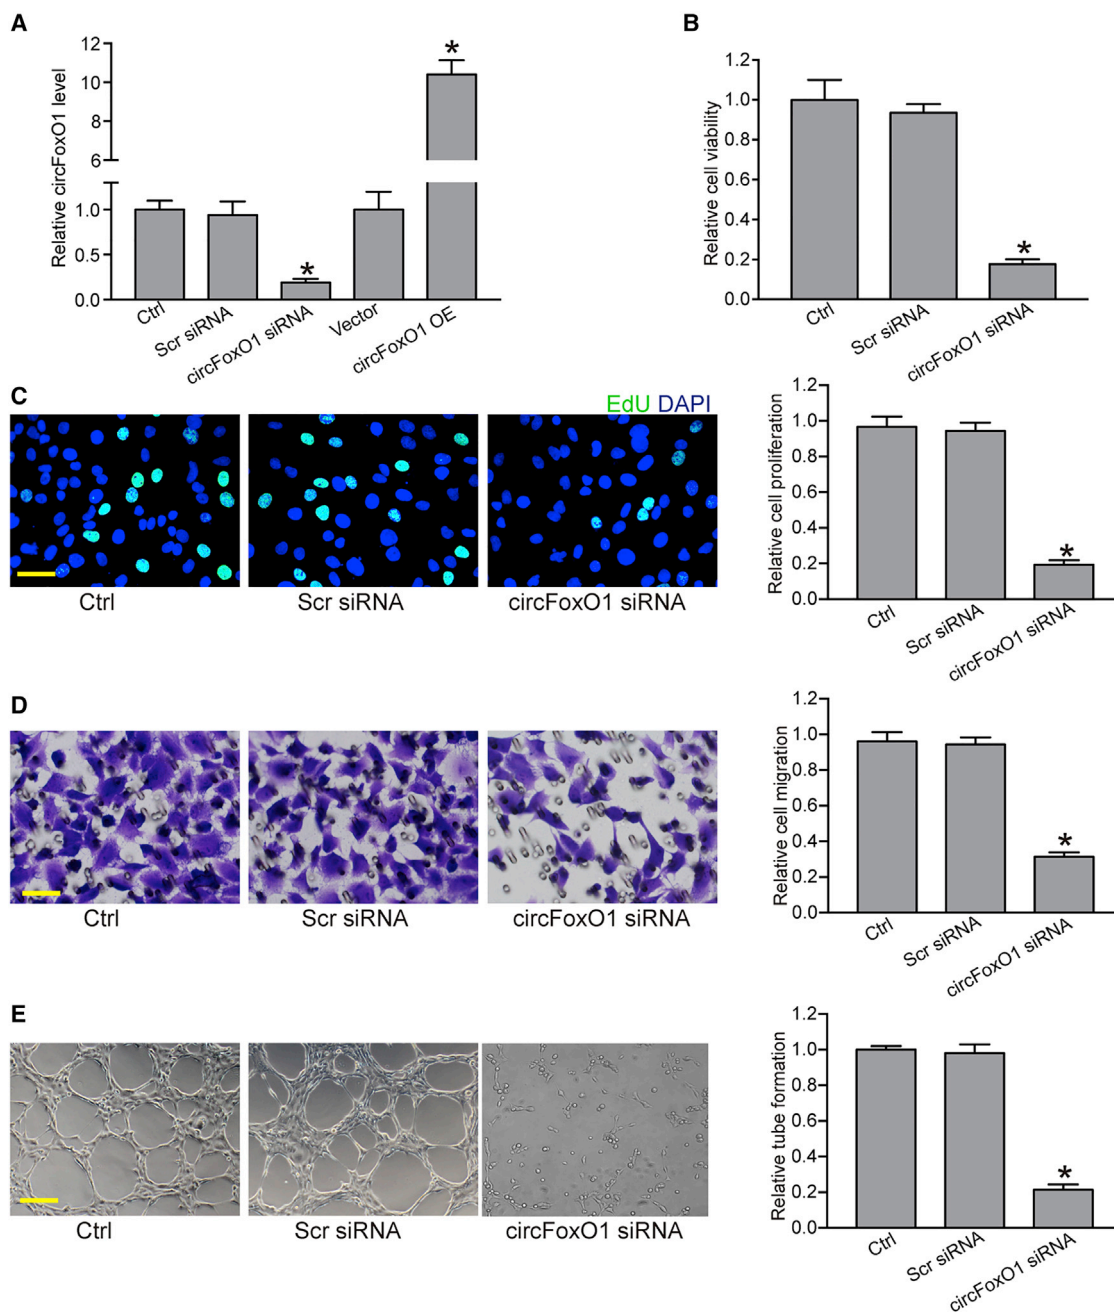 A
Relative circFoxO1 level
12
10
8
6
1.0
0.5
0.0
Ctrl
Scr siRNA
circFoxO1 siRNA
Vector
circFoxO1 OE
*
*
B
Relative cell viability
1.2
1.0
0.8
0.6
0.4
0.2
0.0
Ctrl
Scr siRNA
circFoxO1 siRNA
*
C
EdU DAPI
Ctrl
Scr siRNA
circFoxO1 siRNA
Relative cell proliferation
1.2
1.0
0.8
0.6
0.4
0.2
0.0
Ctrl
Scr siRNA
circFoxO1 siRNA
*
D
Ctrl
Scr siRNA
circFoxO1 siRNA
Relative cell migration
1.2
1.0
0.8
0.6
0.4
0.2
0.0
Ctrl
Scr siRNA
circFoxO1 siRNA
*
E
Ctrl
Scr siRNA
circFoxO1 siRNA
Relative tube formation
1.2
1.0
0.8
0.6
0.4
0.2
0.0
Ctrl
Scr siRNA
circFoxO1 siRNA
*